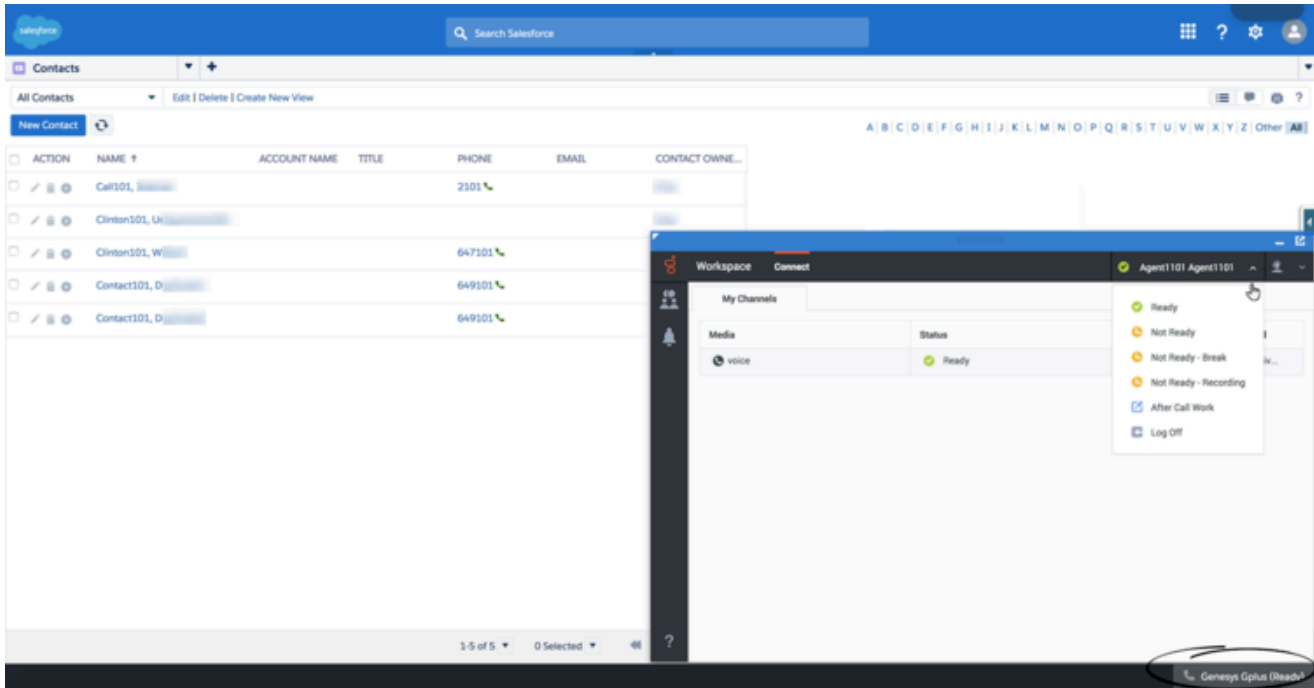 salesforce
Search Salesforce
?
Contacts
+
All Contacts
Edit | Delete | Create New View
?
New Contact
A | B | C | D | E | F | G | H | I | J | K | L | M | N | O | P | Q | R | S | T | U | V | W | X | Y | Z | Other | All
ACTION NAME ↑ ACCOUNT NAME TITLE PHONE EMAIL CONTACT OWNE...
Call101, 2101
Clinton101,
Clinton101, 647101
Contact101, 649101
Contact101, 649101
Workspace Connect Agent1101 Agent1101
My Channels
Media Status
voice Ready
Ready
Not Ready
Not Ready - Break
Not Ready - Recording
After Call Work
Log Off
?
1-5 of 5 0 Selected
Genesys Gplus (Ready)